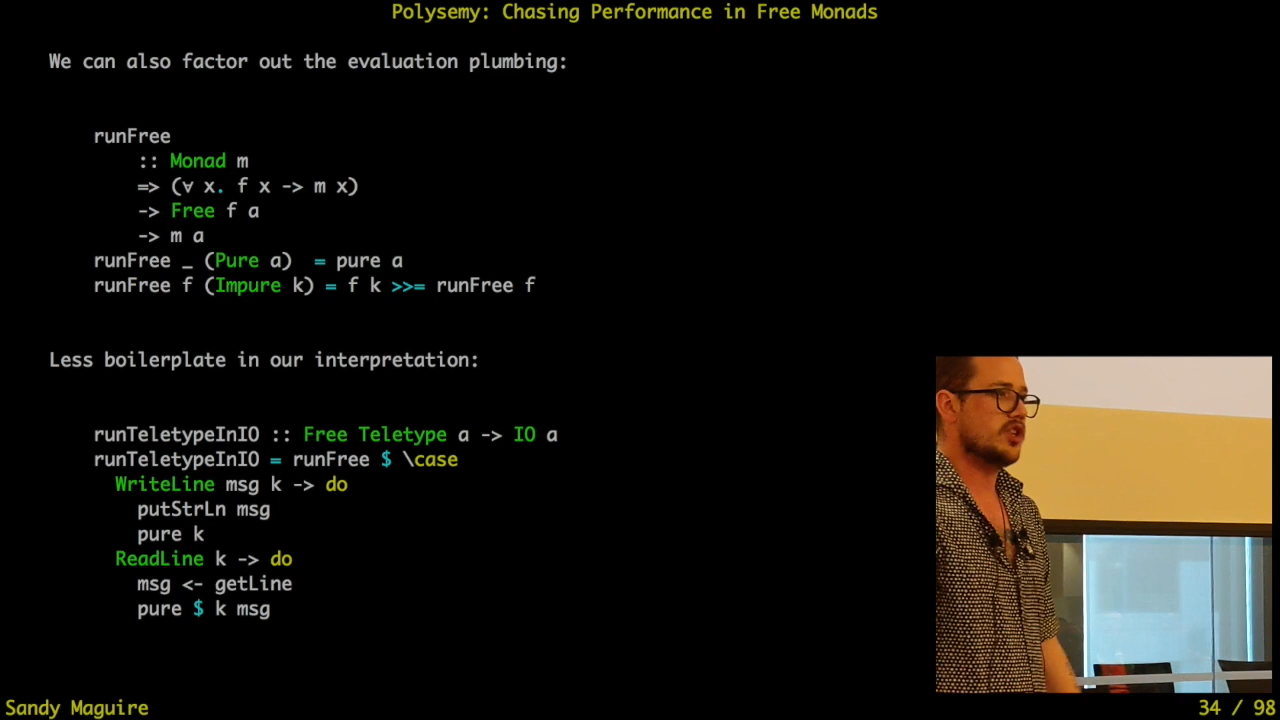 Polysemy: Chasing Performance in Free Monads
We can also factor out the evaluation plumbing:
runFree
:: Monad m
=> (∀ x. f x -> m x)
-> Free f a
-> m a
runFree _ (Pure a)  = pure a
runFree f (Impure k) = f k >>= runFree f
Less boilerplate in our interpretation:
runTeletypeInIO :: Free Teletype a -> IO a
runTeletypeInIO = runFree $ \case
WriteLine msg k -> do
putStrLn msg
pure k
ReadLine k -> do
msg <- getLine
pure $ k msg
Sandy Maguire
34 / 98